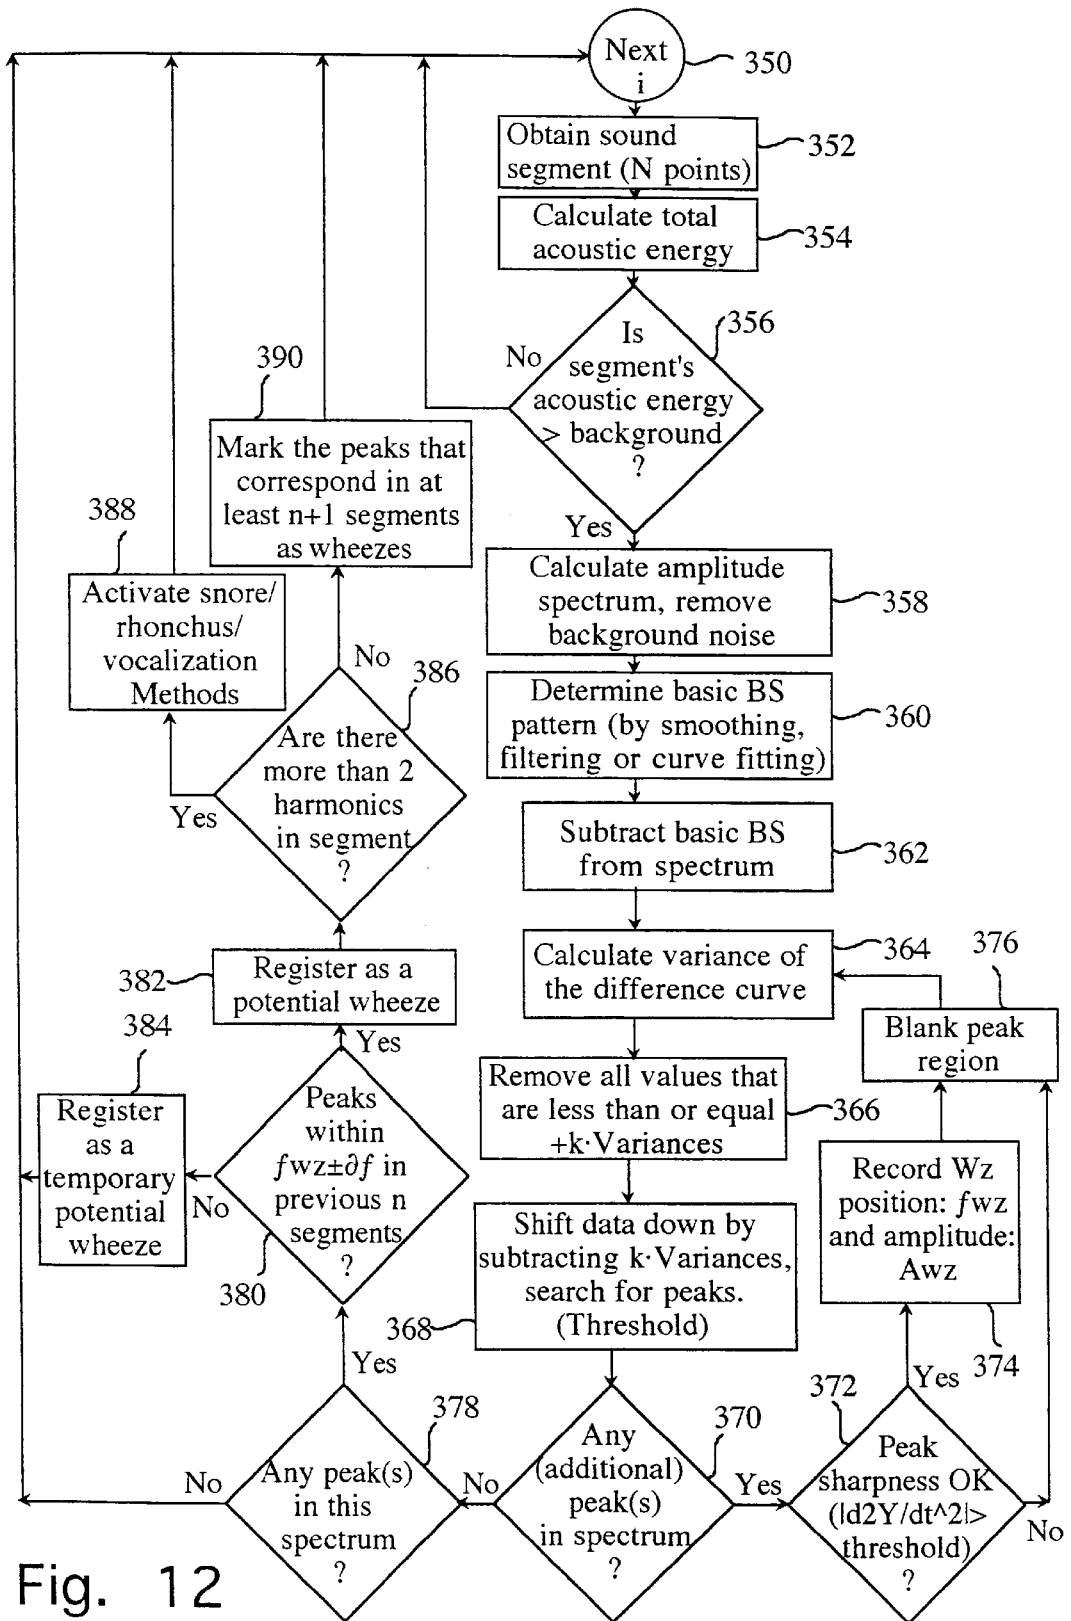 Next
i
350
Obtain sound
segment (N points)
352
Calculate total
acoustic energy
354
Is
segment's
acoustic energy
> background
?
356
No
Yes
390
Mark the peaks that
correspond in at
least n+1 segments
as wheezes
388
Activate snore/
rhonchus/
vocalization
Methods
Calculate amplitude
spectrum, remove
background noise
358
No
386
Are there
more than 2
harmonics
in segment
?
Yes
Determine basic BS
pattern (by smoothing,
filtering or curve fitting)
360
Subtract basic BS
from spectrum
362
Calculate variance of
the difference curve
364
376
Blank peak
region
382
Register as a
potential wheeze
384
Yes
Register
as a
temporary
potential
wheeze
Peaks
within
ƒwz±∂f in
previous n
segments
?
No
380
Remove all values that
are less than or equal
+k·Variances
366
Record Wz
position: ƒwz
and amplitude:
Awz
374
Shift data down by
subtracting k·Variances,
search for peaks.
(Threshold)
368
Yes
378
Any peak(s)
in this
spectrum
?
No
No
370
Any
(additional)
peak(s)
in spectrum
?
Yes
372
Yes
Peak
sharpness OK
(|d2Y/dt^2|>
threshold)
?
No
Fig. 12